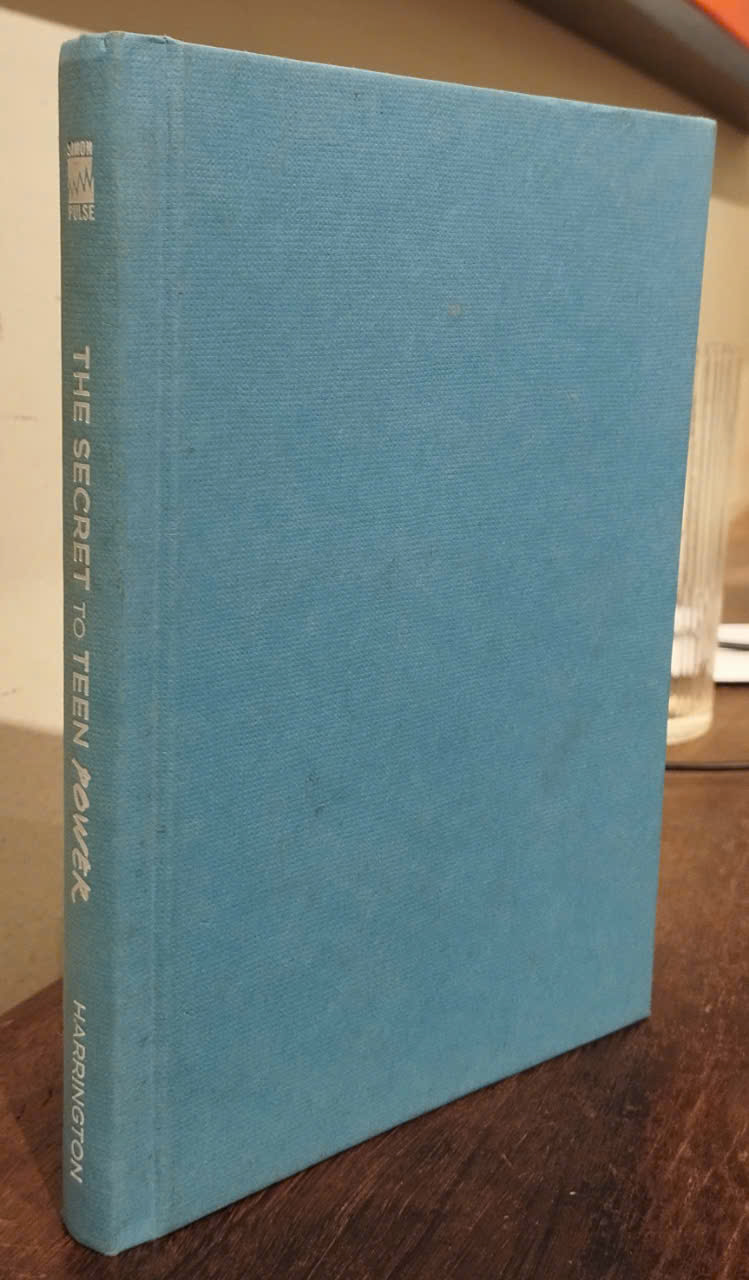 SIMON
PULSE
THE SECRET TO TEEN POWER
HARRINGTON